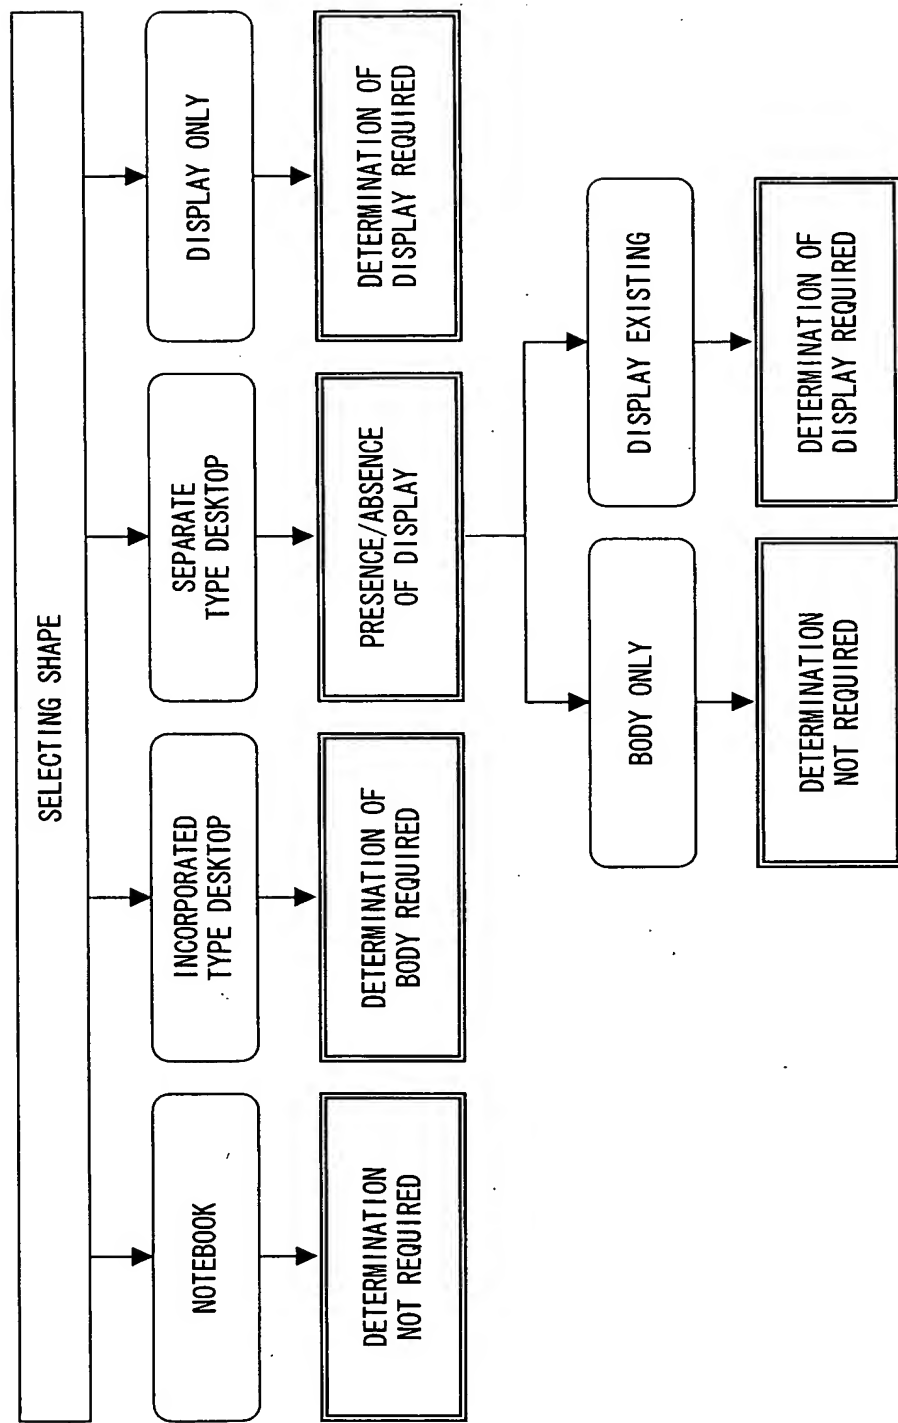 SELECTING SHAPE
NOTEBOOK
INCORPORATED
TYPE DESKTOP
SEPARATE
TYPE DESKTOP
DISPLAY ONLY
DETERMINATION
NOT REQUIRED
DETERMINATION OF
BODY REQUIRED
PRESENCE/ABSENCE
OF DISPLAY
DETERMINATION OF
DISPLAY REQUIRED
BODY ONLY
DISPLAY EXISTING
DETERMINATION
NOT REQUIRED
DETERMINATION OF
DISPLAY REQUIRED